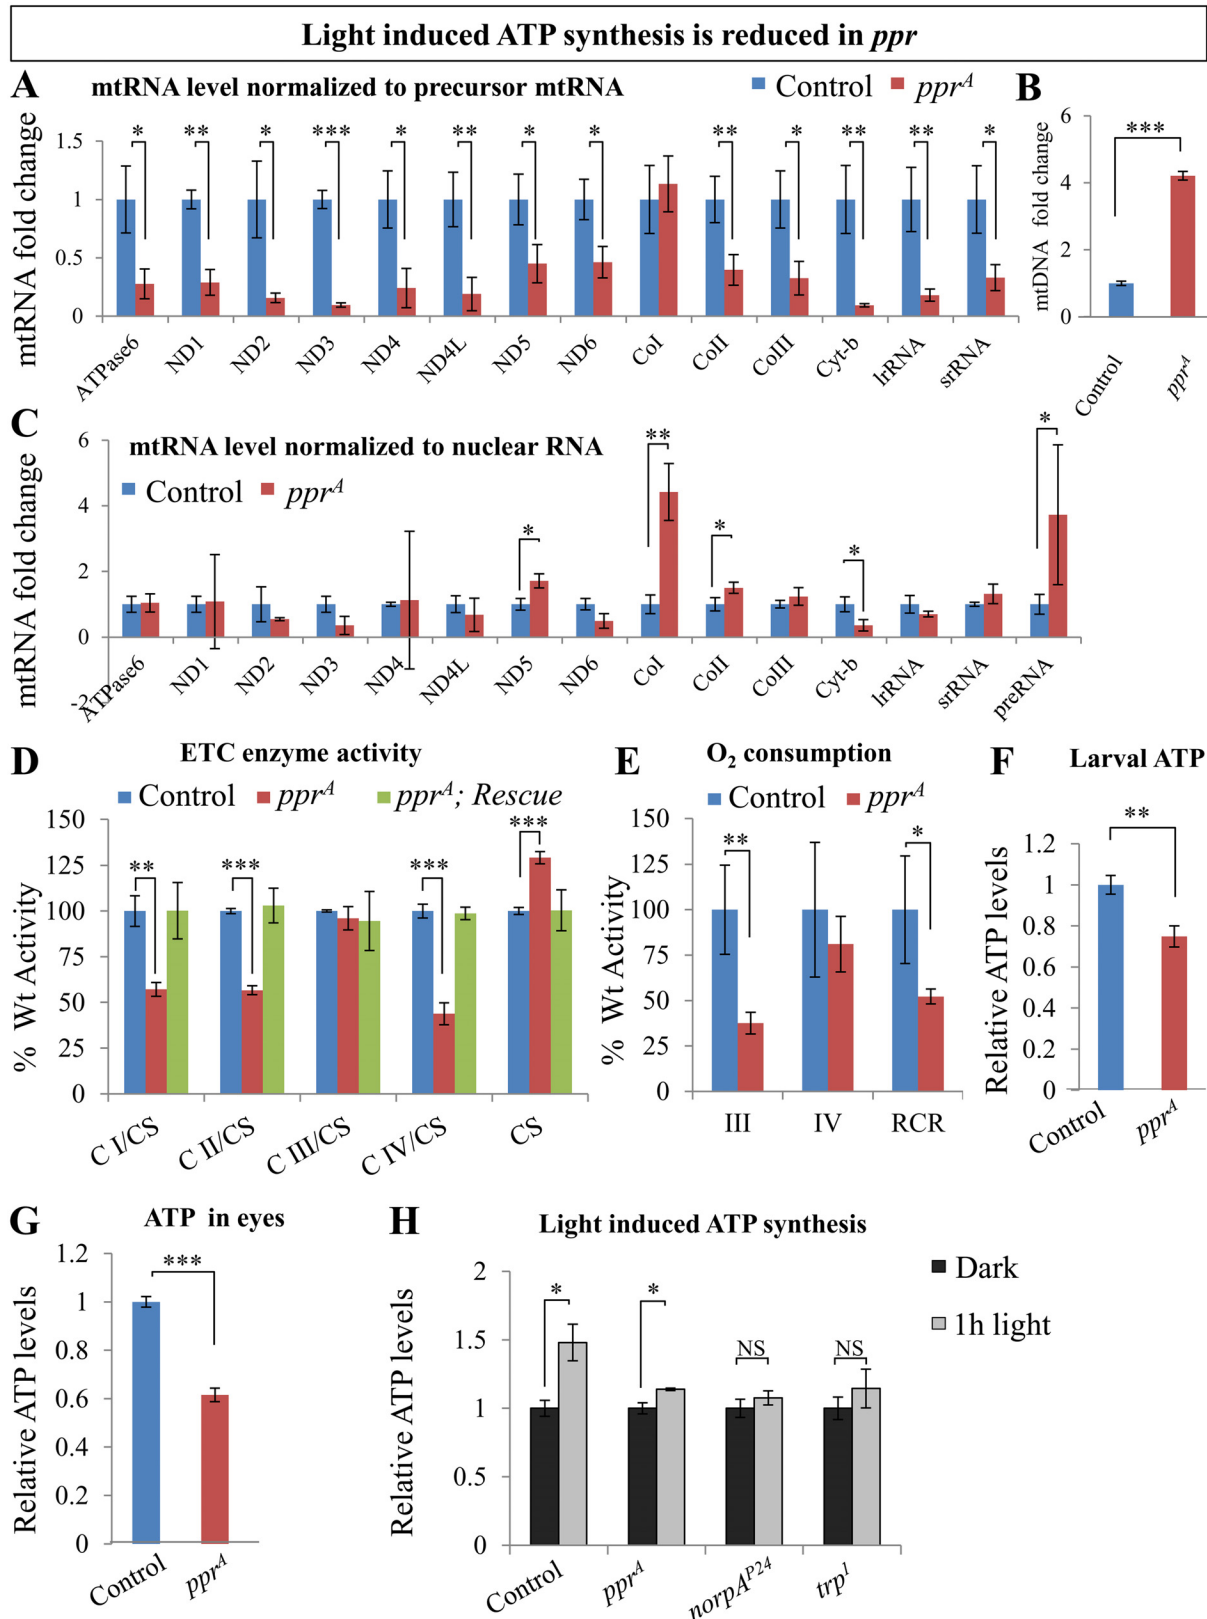 Light induced ATP synthesis is reduced in ppr
A mtRNA level normalized to precursor mtRNA
Control pprᴬ
mtRNA fold change
1.5
1
0.5
0
* ** * *** * ** * * ** * ** ** *
ATPase6 ND1 ND2 ND3 ND4 ND4L ND5 ND6 CoI CoII CoIII Cyt-b lrRNA srRNA
B
mtDNA fold change
6
4
2
0
***
Control pprᴬ
C mtRNA level normalized to nuclear RNA
Control pprᴬ
mtRNA fold change
6
4
2
0
-2
* ** * * *
ATPase6 ND1 ND2 ND3 ND4 ND4L ND5 ND6 CoI CoII CoIII Cyt-b lrRNA srRNA preRNA
D ETC enzyme activity
Control pprᴬ pprᴬ; Rescue
% Wt Activity
150
125
100
75
50
25
0
** *** *** ***
C I/CS C II/CS C III/CS C IV/CS CS
E O₂ consumption
Control pprᴬ
% Wt Activity
150
125
100
75
50
25
0
** *
III IV RCR
F Larval ATP
Relative ATP levels
1.2
1
0.8
0.6
0.4
0.2
0
**
Control pprᴬ
G ATP in eyes
Relative ATP levels
1.2
1
0.8
0.6
0.4
0.2
0
***
Control pprᴬ
H Light induced ATP synthesis
Dark
1h light
Relative ATP levels
2
1.5
1
0.5
0
* * NS NS
Control pprᴬ norpAᴾ²⁴ trp¹